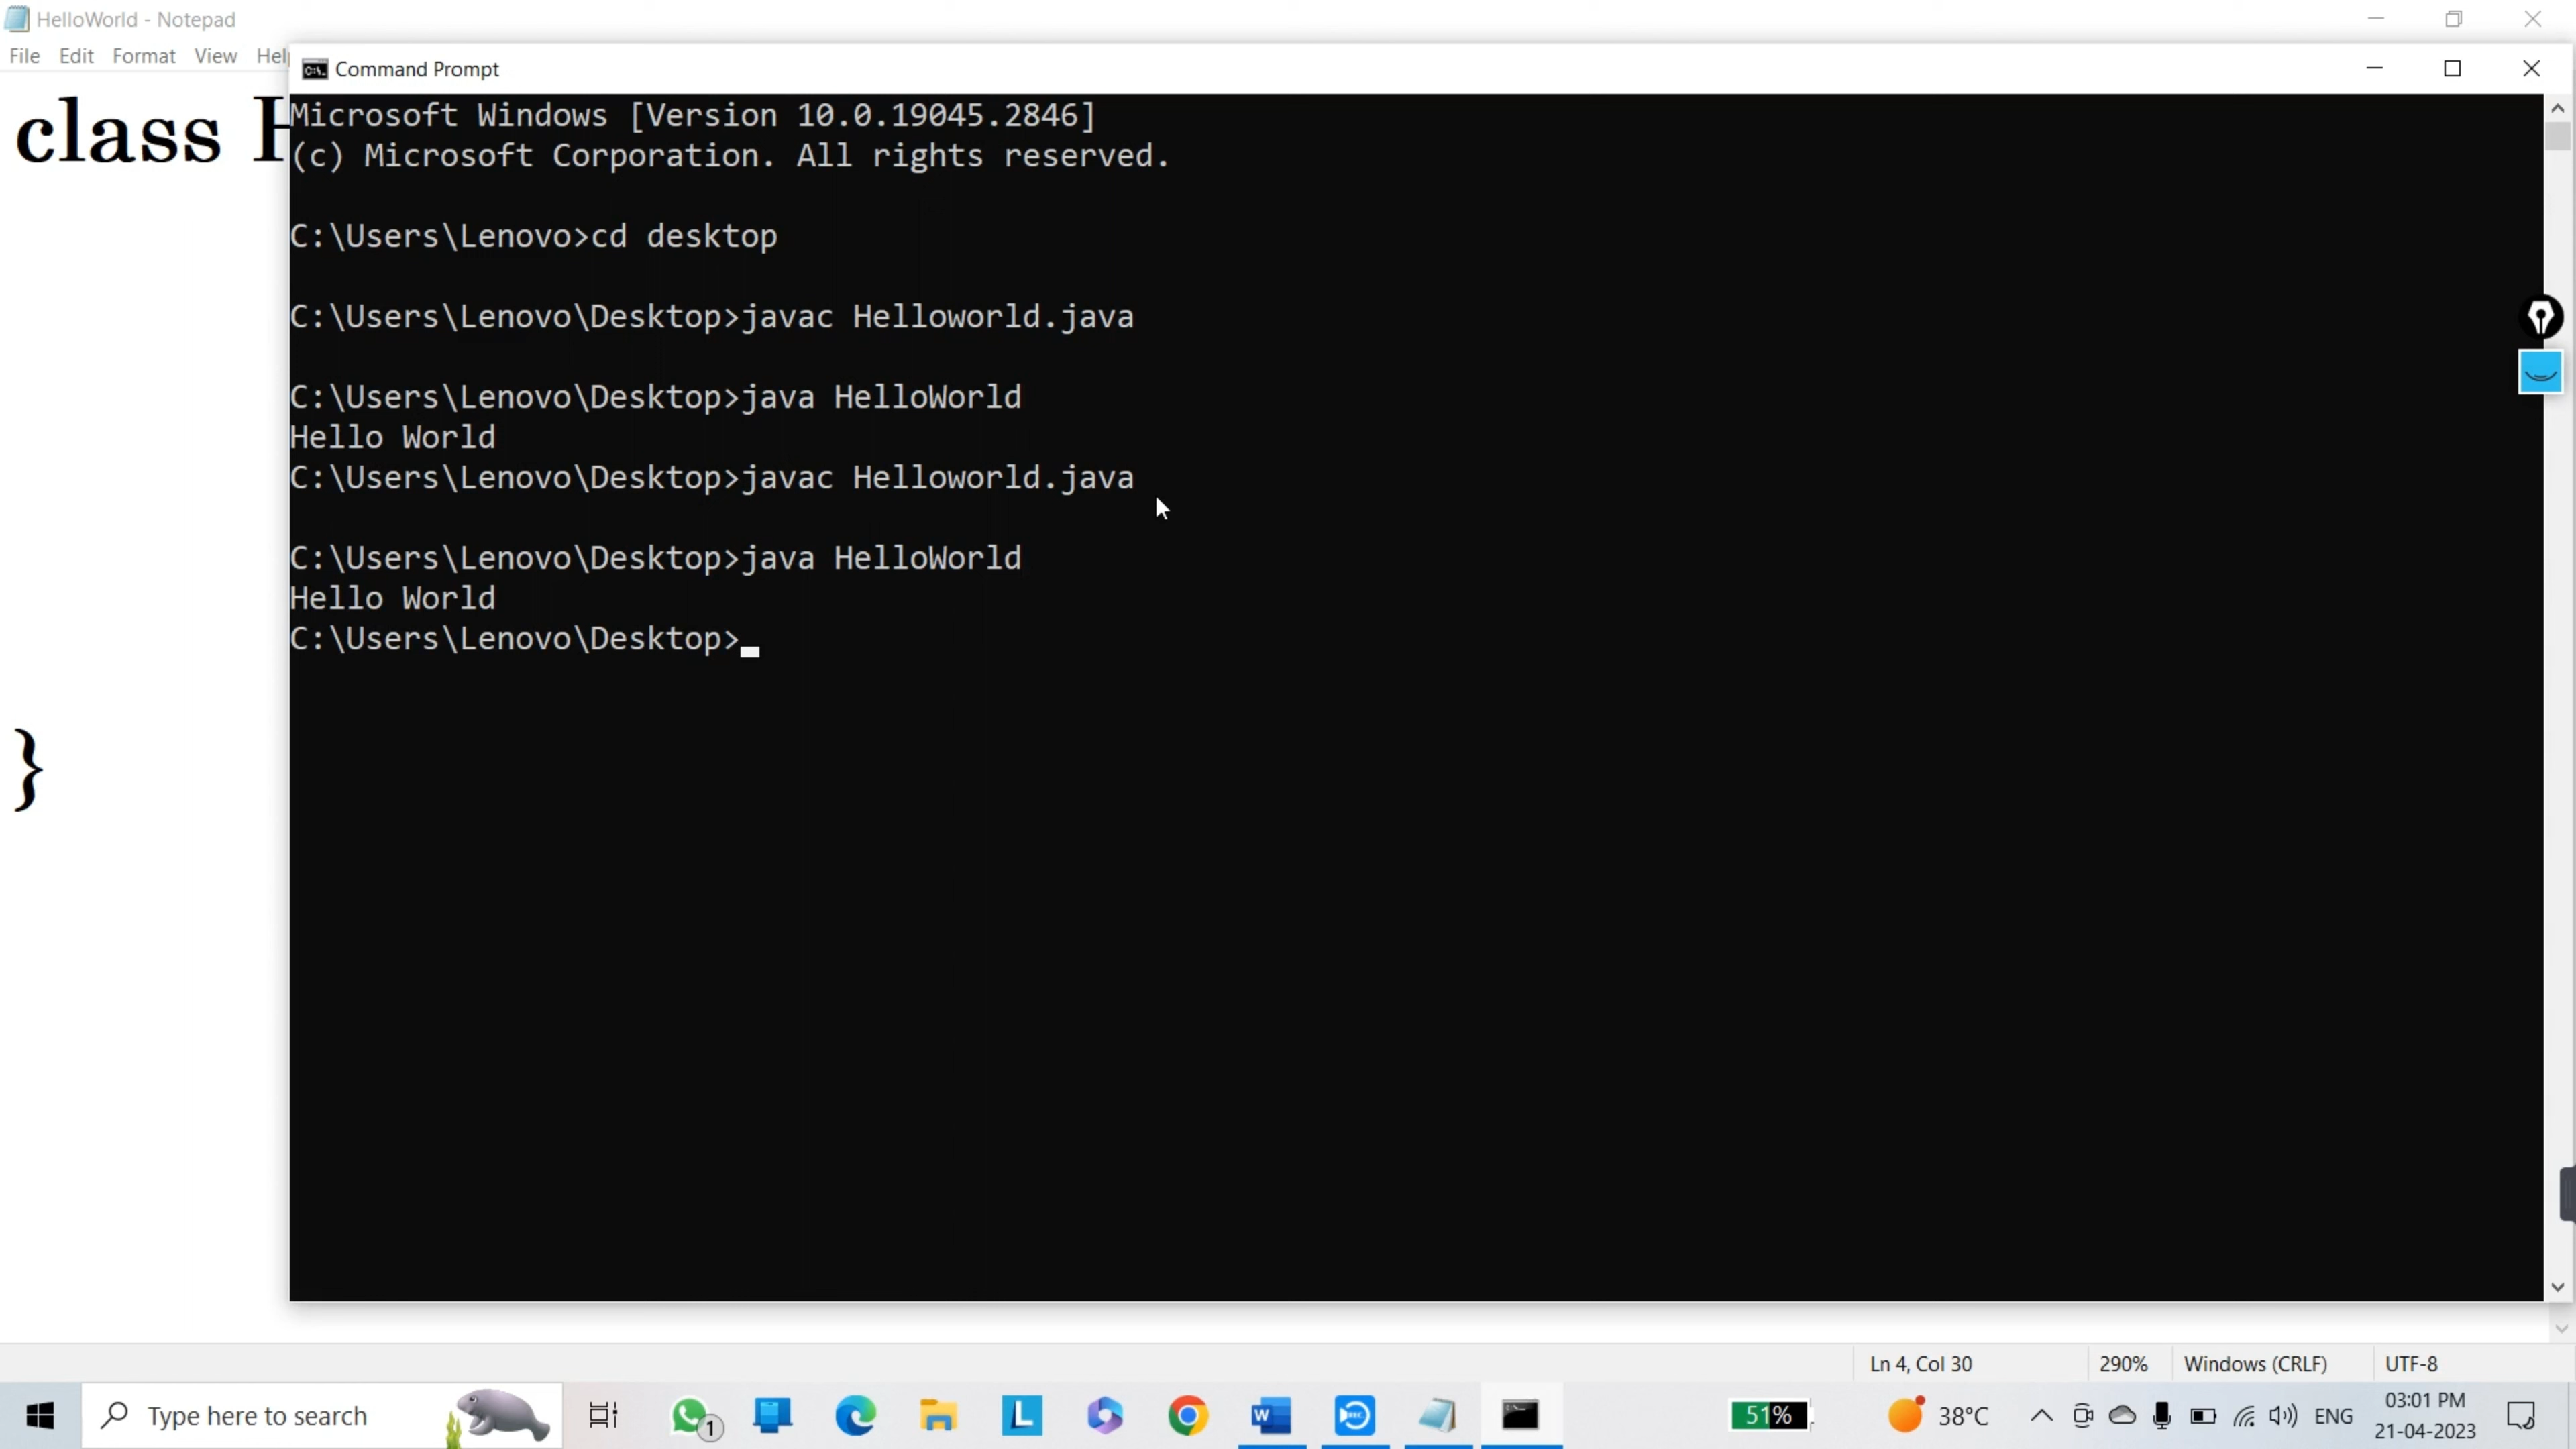 HelloWorld - Notepad
File Edit Format View Help
Command Prompt
class H
Microsoft Windows [Version 10.0.19045.2846]
(c) Microsoft Corporation. All rights reserved.
C:\Users\Lenovo>cd desktop
C:\Users\Lenovo\Desktop>javac Helloworld.java
C:\Users\Lenovo\Desktop>java HelloWorld
Hello World
C:\Users\Lenovo\Desktop>javac Helloworld.java
C:\Users\Lenovo\Desktop>java HelloWorld
Hello World
C:\Users\Lenovo\Desktop>
}
Ln 4, Col 30 290% Windows (CRLF) UTF-8
Type here to search 1 51% 38°C ENG 03:01 PM
21-04-2023